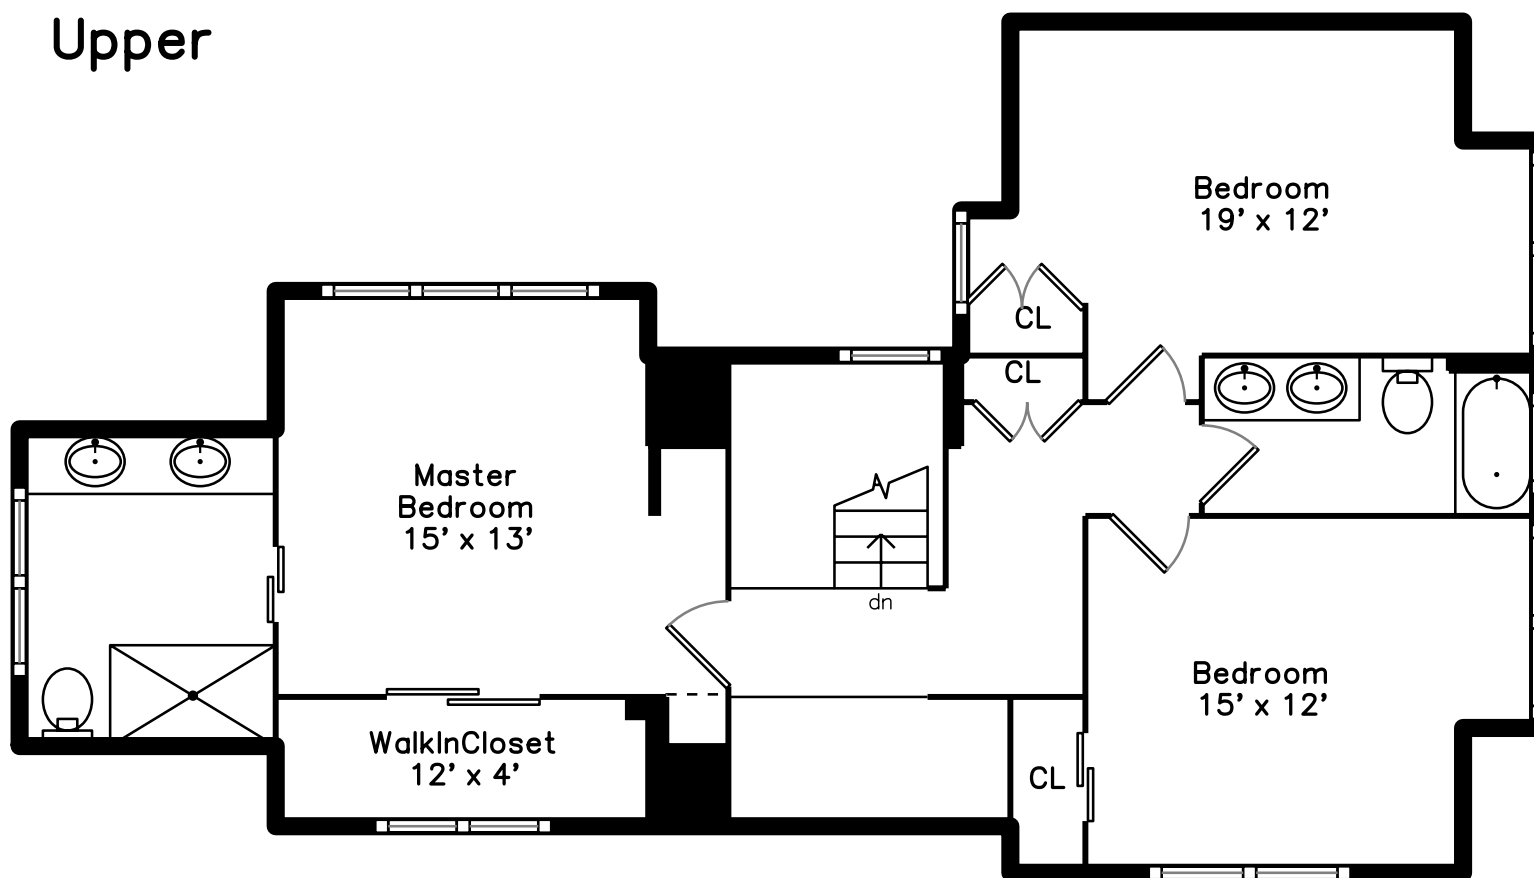 Upper
Bedroom
19’ x 12’
CL
CL
Master
Bedroom
15’ x 13’
dn
Bedroom
15’ x 12’
WalkInCloset
12’ x 4’
CL